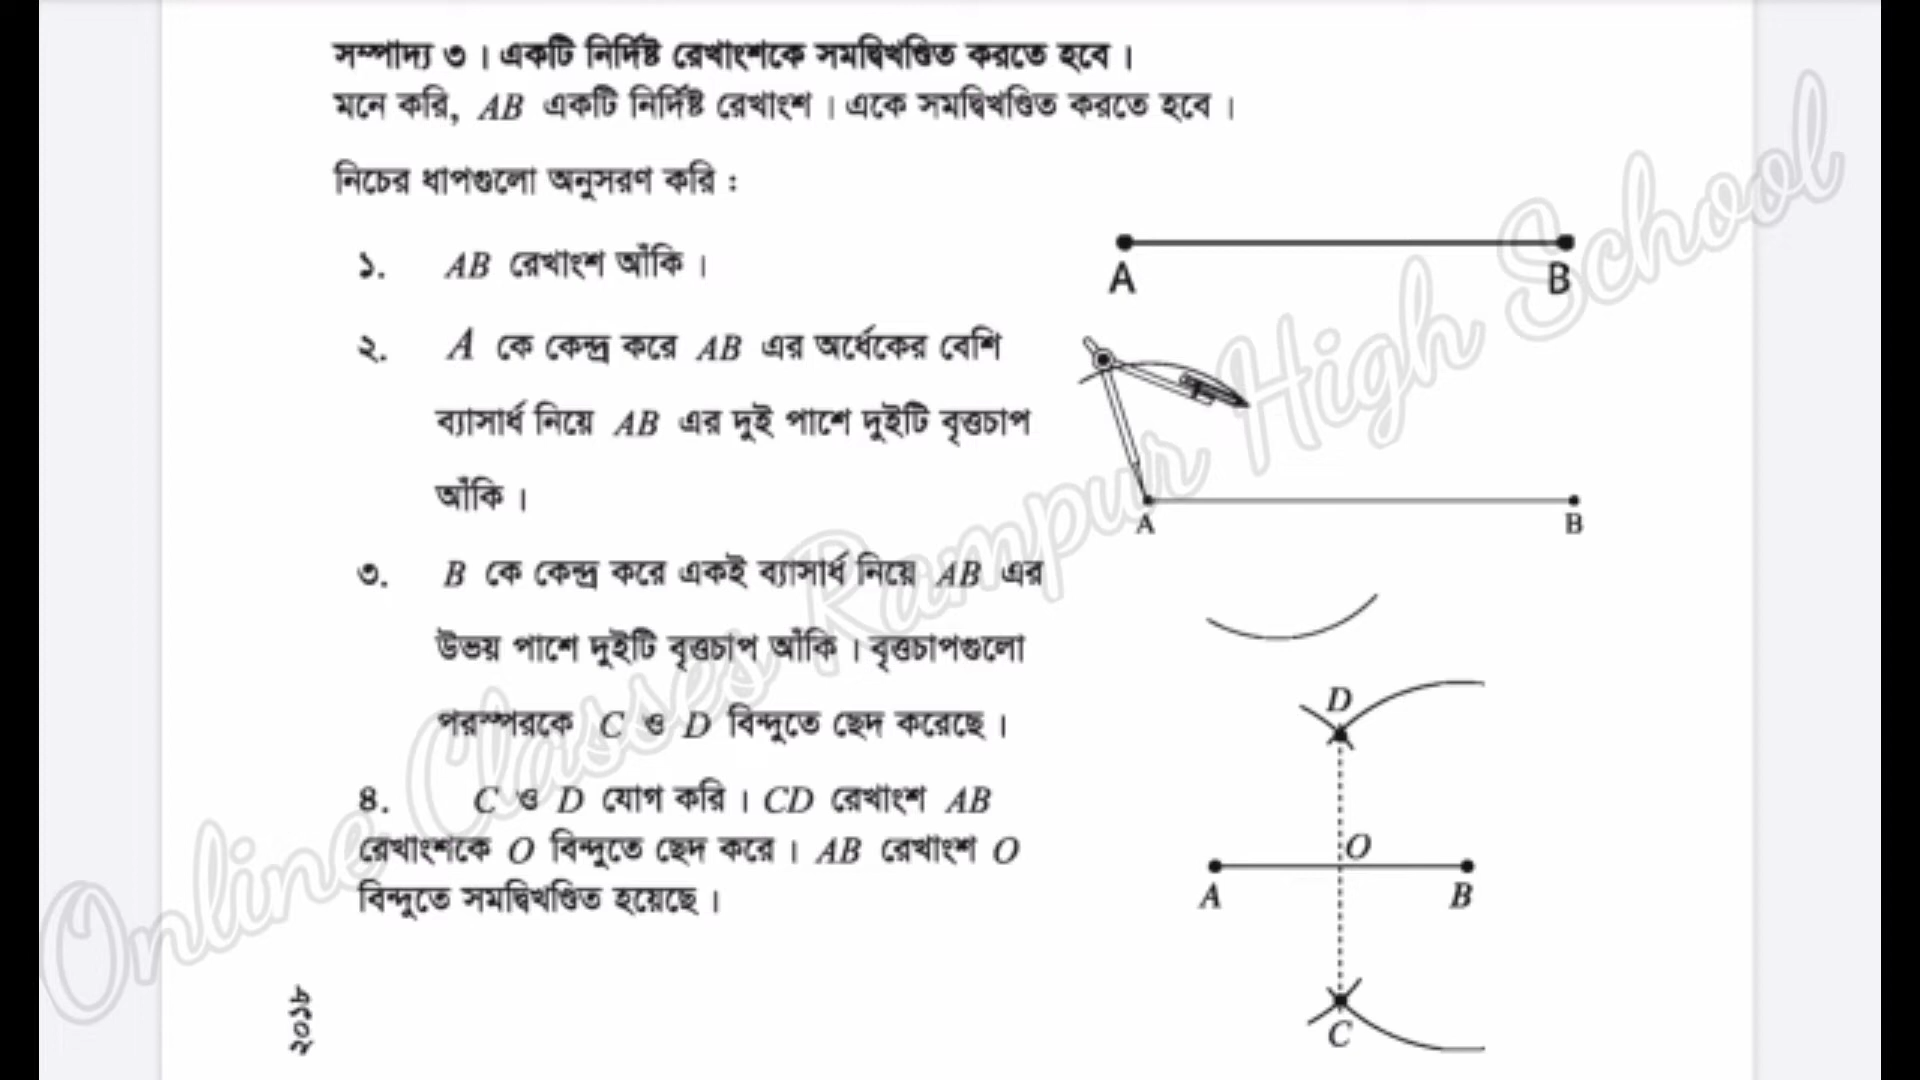 সম্পাদ্য ৩। একটি নির্দিষ্ট রেখাংশকে সমদ্বিখণ্ডিত করতে হবে।
মনে করি, AB একটি নির্দিষ্ট রেখাংশ। একে সমদ্বিখণ্ডিত করতে হবে।
নিচের ধাপগুলো অনুসরণ করি :
১. AB রেখাংশ আঁকি।
A B
২. A কে কেন্দ্র করে AB এর অর্ধেকের বেশি
ব্যাসার্ধ নিয়ে AB এর দুই পাশে দুইটি বৃত্তচাপ
আঁকি।
A B
৩. B কে কেন্দ্র করে একই ব্যাসার্ধ নিয়ে AB এর
উভয় পাশে দুইটি বৃত্তচাপ আঁকি। বৃত্তচাপগুলো
পরস্পরকে C ও D বিন্দুতে ছেদ করেছে।
৪. C ও D যোগ করি। CD রেখাংশ AB
রেখাংশকে O বিন্দুতে ছেদ করে। AB রেখাংশ O
বিন্দুতে সমদ্বিখণ্ডিত হয়েছে।
D
O
A B
C
২০১৮
Online Classes Rampur High School